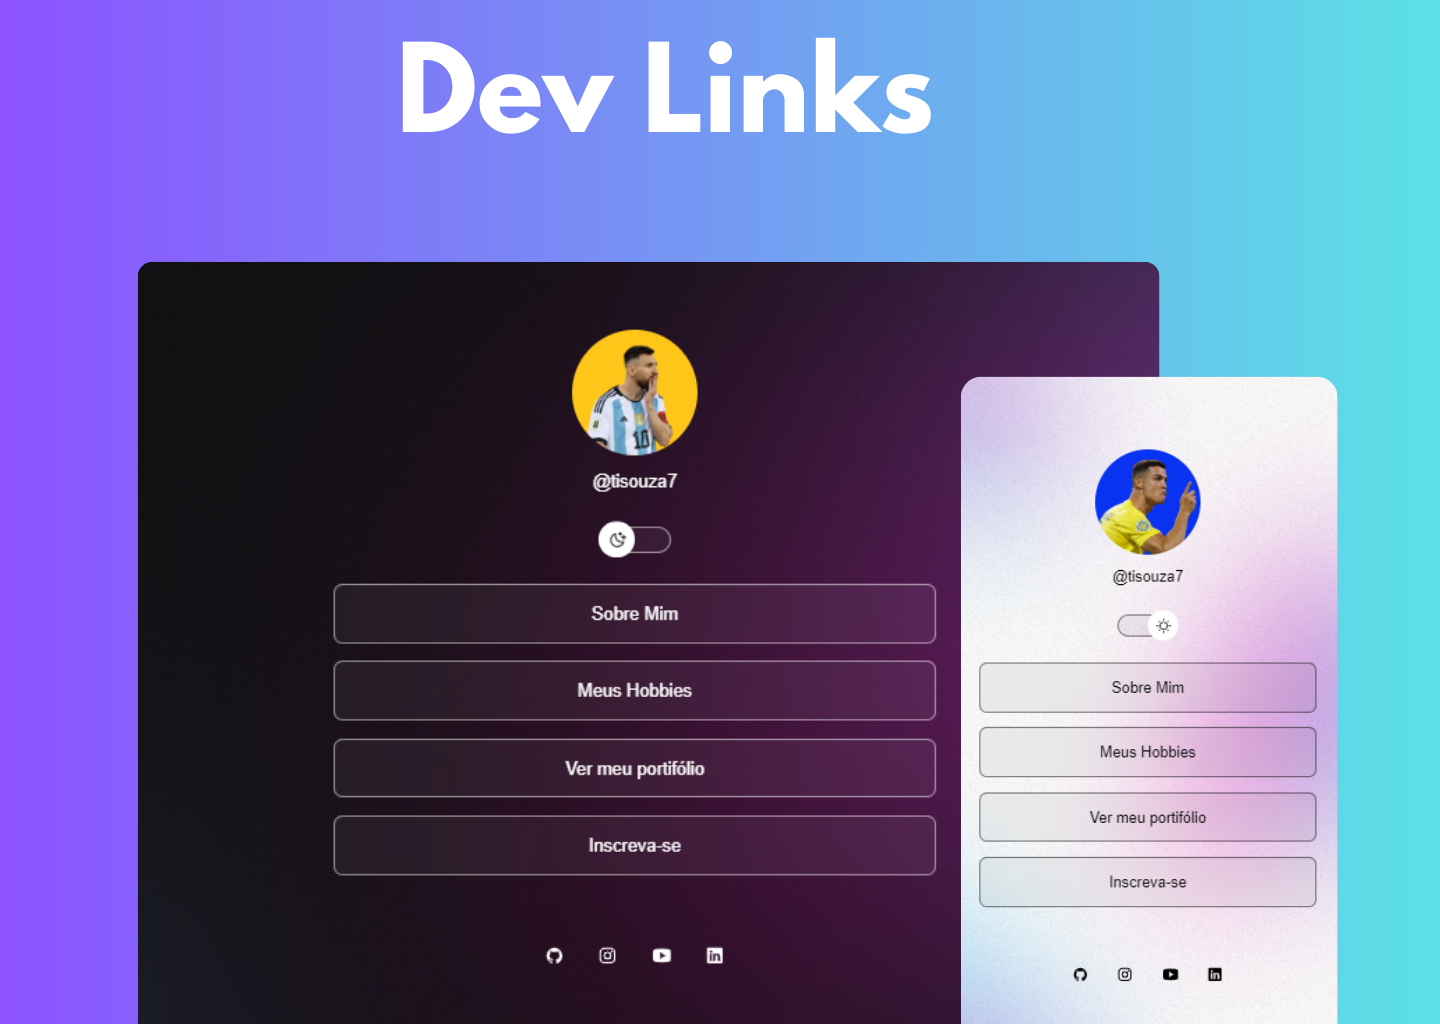 Dev Links
@tisouza7
Sobre Mim
Meus Hobbies
Ver meu portifólio
Inscreva-se
10
@tisouza7
Sobre Mim
Meus Hobbies
Ver meu portifólio
Inscreva-se